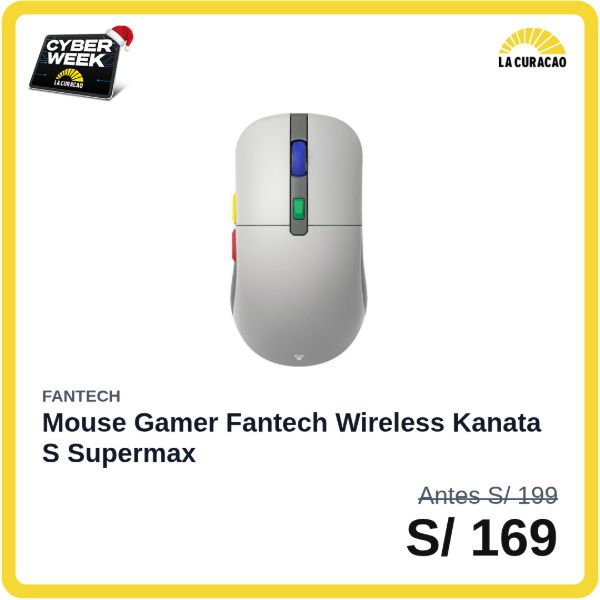 CYBER
WEEK
LA CURACAO
LA CURACAO
FANTECH
Mouse Gamer Fantech Wireless Kanata
S Supermax
Antes S/ 199
S/ 169